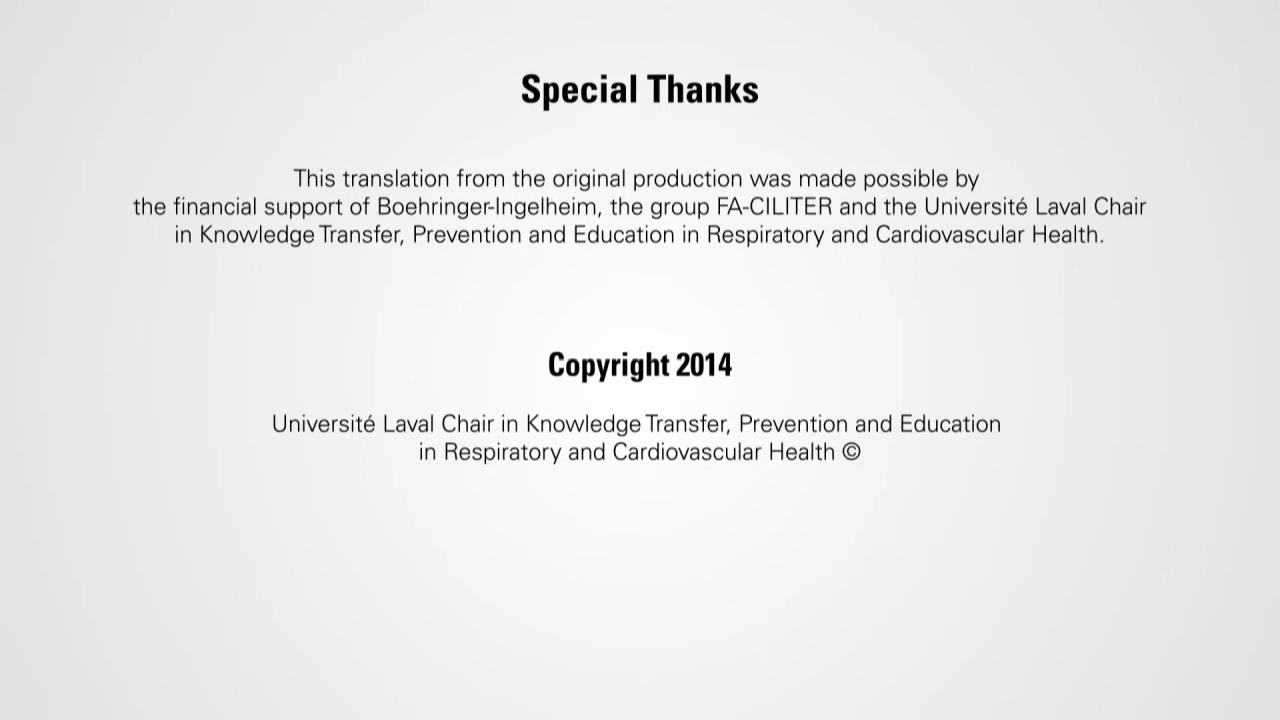 Special Thanks
This translation from the original production was made possible by
the financial support of Boehringer-Ingelheim, the group FA-CILITER and the Université Laval Chair
in Knowledge Transfer, Prevention and Education in Respiratory and Cardiovascular Health.
Copyright 2014
Université Laval Chair in Knowledge Transfer, Prevention and Education
in Respiratory and Cardiovascular Health ©